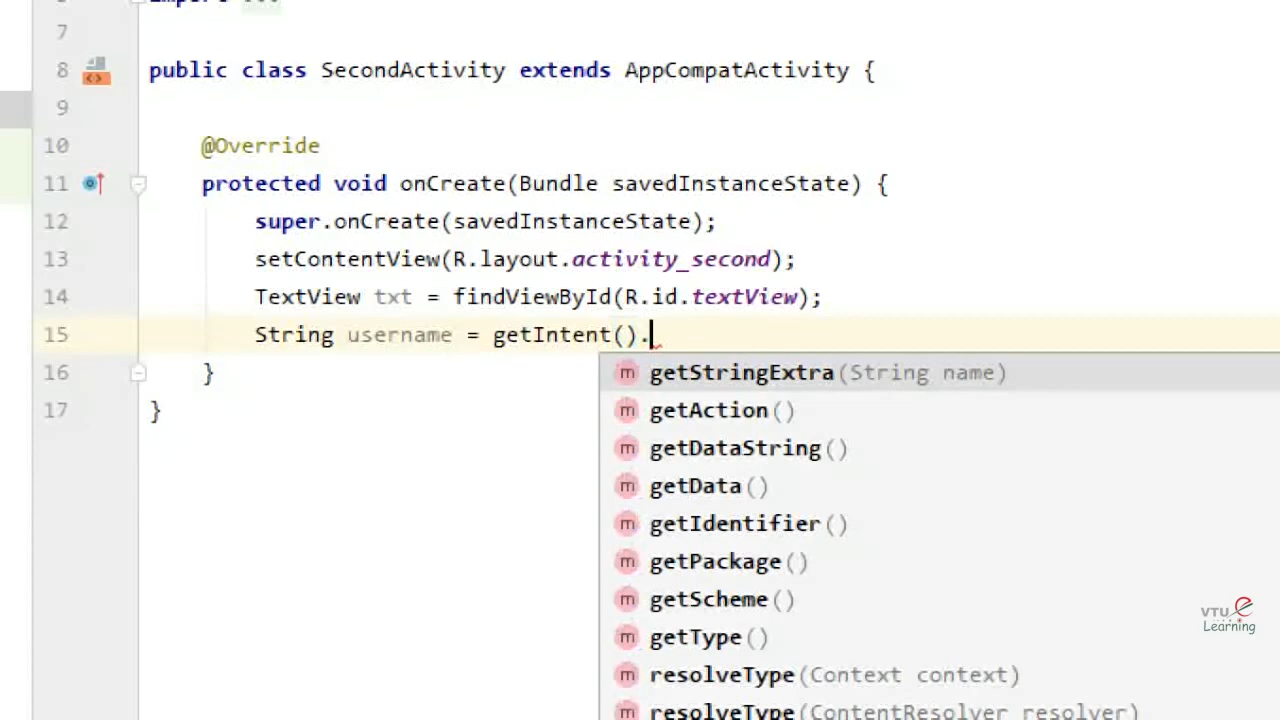 7
8 public class SecondActivity extends AppCompatActivity {
9
10 @Override
11 protected void onCreate(Bundle savedInstanceState) {
12 super.onCreate(savedInstanceState);
13 setContentView(R.layout.activity_second);
14 TextView txt = findViewById(R.id.textView);
15 String username = getIntent().
16 }
17 }
m getStringExtra(String name)
m getAction()
m getDataString()
m getData()
m getIdentifier()
m getPackage()
m getScheme()
m getType()
m resolveType(Context context)
m resolveType(ContentResolver resolver)
VTU e
Learning